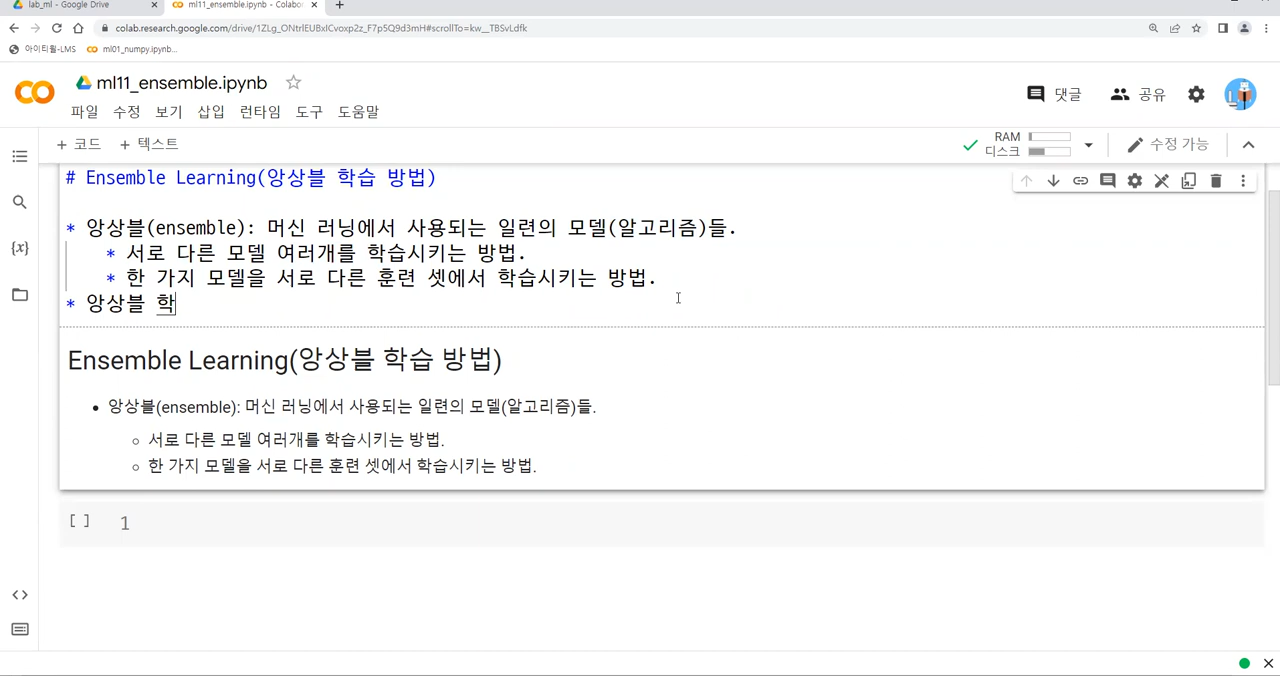 lab_ml - Google Drive
ml11_ensemble.ipynb - Colabor
colab.research.google.com/drive/1ZLg_ONtrlEUBxICvoxp2z_F7p5Q9d3mH#scrollTo=kw__TBSvLdfk
아이티윌-LMS
ml01_numpy.ipynb...
ml11_ensemble.ipynb
파일 수정 보기 삽입 런타임 도구 도움말
댓글
공유
+ 코드 + 텍스트
RAM
디스크
수정 가능
# Ensemble Learning(앙상블 학습 방법)
* 앙상블(ensemble): 머신 러닝에서 사용되는 일련의 모델(알고리즘)들.
* 서로 다른 모델 여러개를 학습시키는 방법.
* 한 가지 모델을 서로 다른 훈련 셋에서 학습시키는 방법.
* 앙상블 학
Ensemble Learning(앙상블 학습 방법)
• 앙상블(ensemble): 머신 러닝에서 사용되는 일련의 모델(알고리즘)들.
○ 서로 다른 모델 여러개를 학습시키는 방법.
○ 한 가지 모델을 서로 다른 훈련 셋에서 학습시키는 방법.
[ ] 1